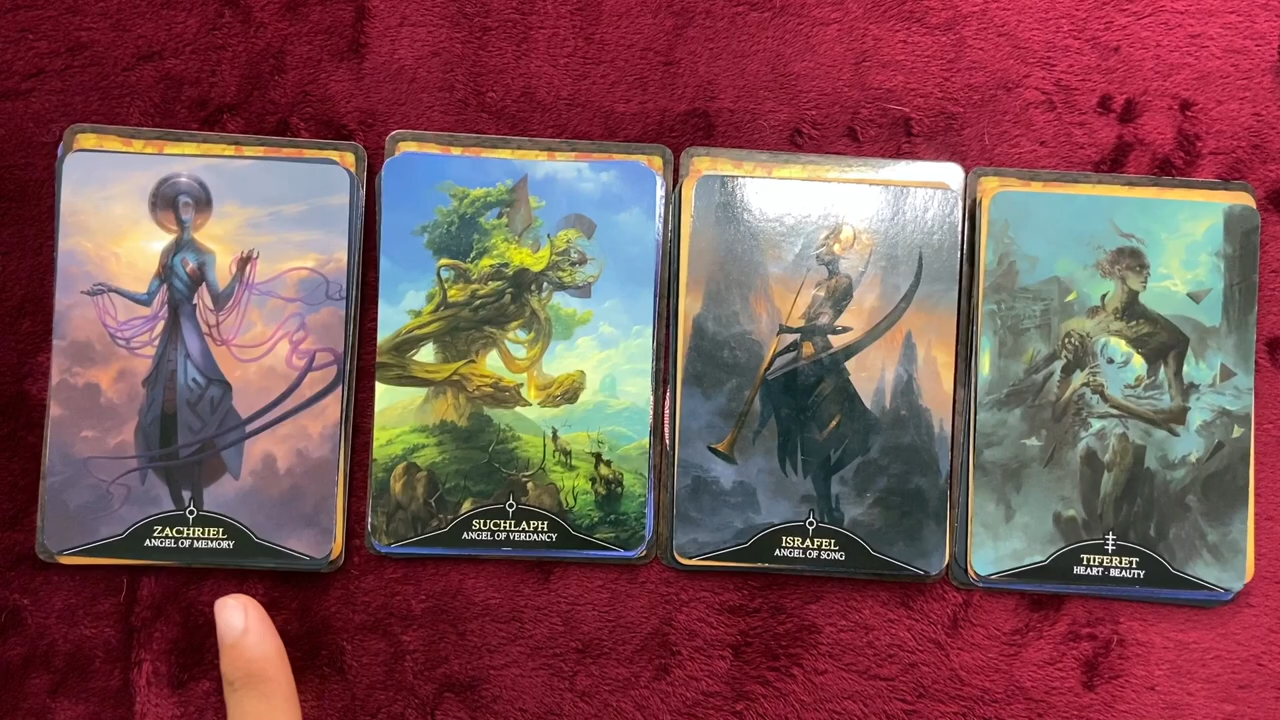 ZACHRIEL
ANGEL OF MEMORY
SUCHLAPH
ANGEL OF VERDANCY
ISRAFEL
ANGEL OF SONG
TIFERET
HEART - BEAUTY